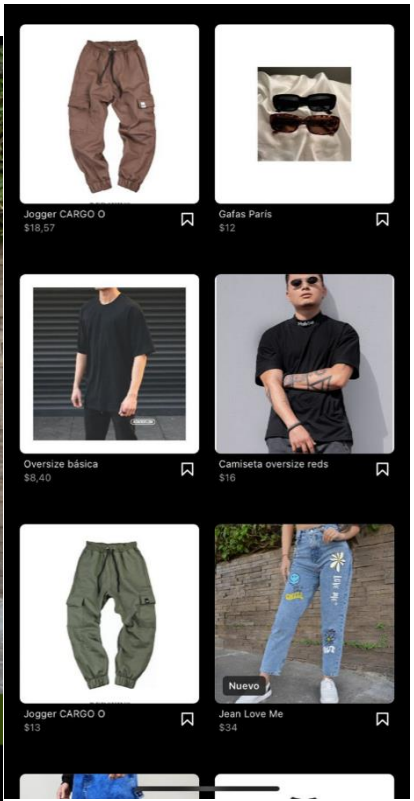 Jogger CARGO O
$18,57
Gafas París
$12
Oversize básica
$8,40
Camiseta oversize reds
$16
Jogger CARGO O
$13
Nuevo
Jean Love Me
$34